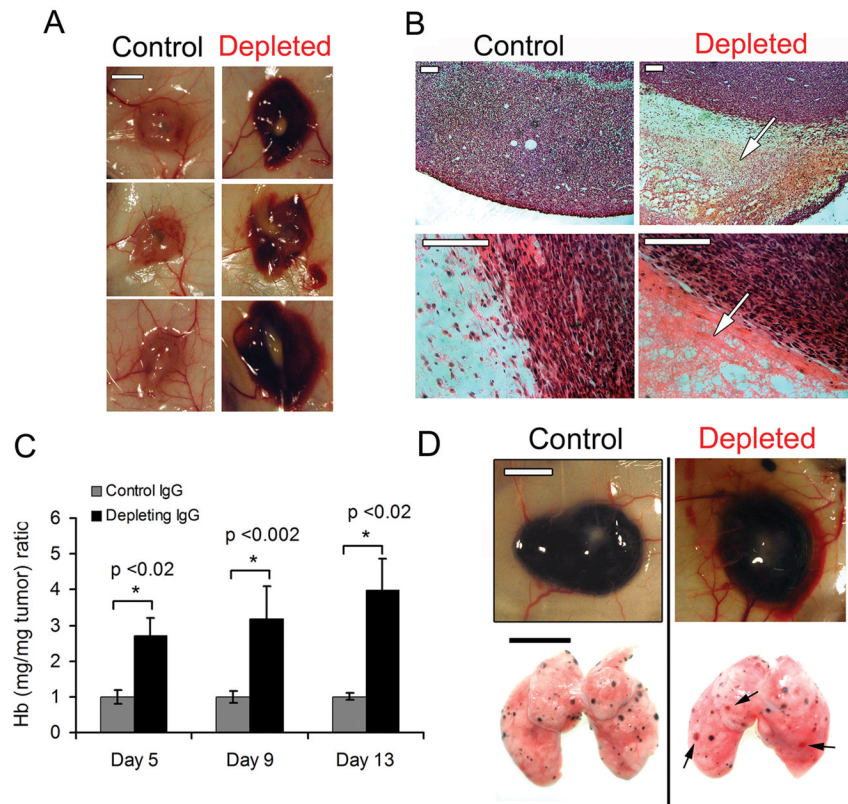 A
Control Depleted
B
Control Depleted
C
Control IgG
Depleting IgG
Hb (mg/mg tumor) ratic
6
5
4
3
2
1
0
p <0.02
*
p <0.002
*
p <0.02
*
Day 5 Day 9 Day 13
D
Control Depleted